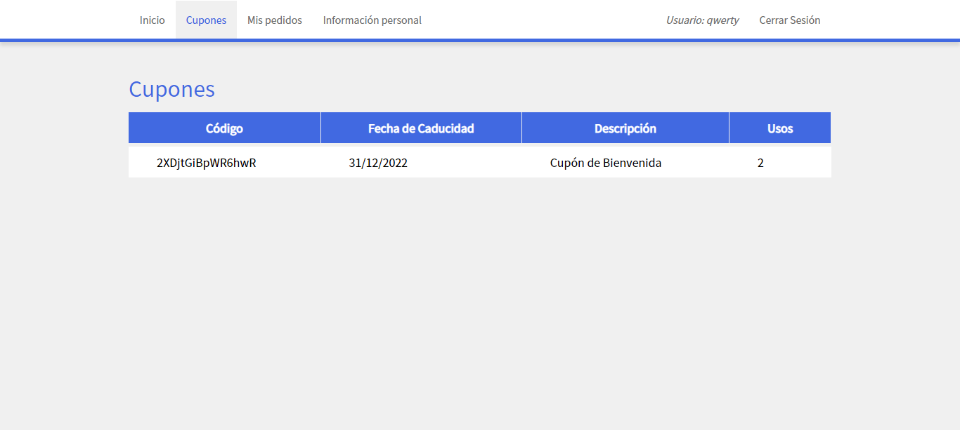 Inicio Cupones Mis pedidos Información personal Usuario: qwerty Cerrar Sesión
Cupones
Código Fecha de Caducidad Descripción Usos
2XDjtGiBpWR6hwR 31/12/2022 Cupón de Bienvenida 2